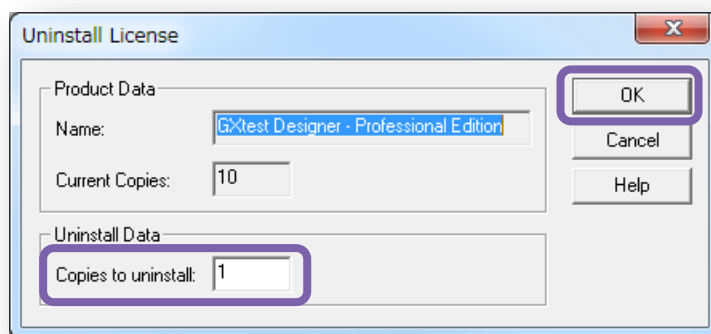 Uninstall License
Product Data
Name: GXtest Designer - Professional Edition
Current Copies: 10
Uninstall Data
Copies to uninstall: 1
OK
Cancel
Help